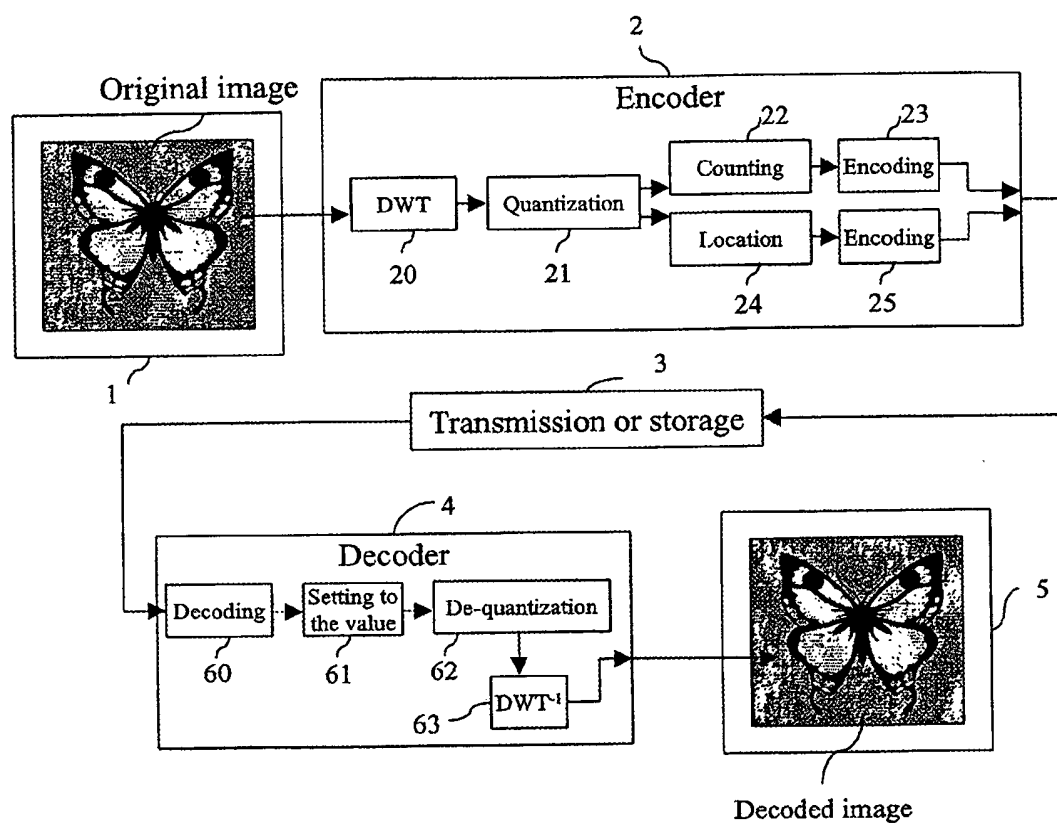 2
Original image
Encoder
22
23
Counting
Encoding
DWT
Quantization
Location
Encoding
20
21
24
25
1
3
Transmission or storage
4
Decoder
5
Decoding
Setting to
the value
De-quantization
60
61
62
63
DWT⁻¹
Decoded image